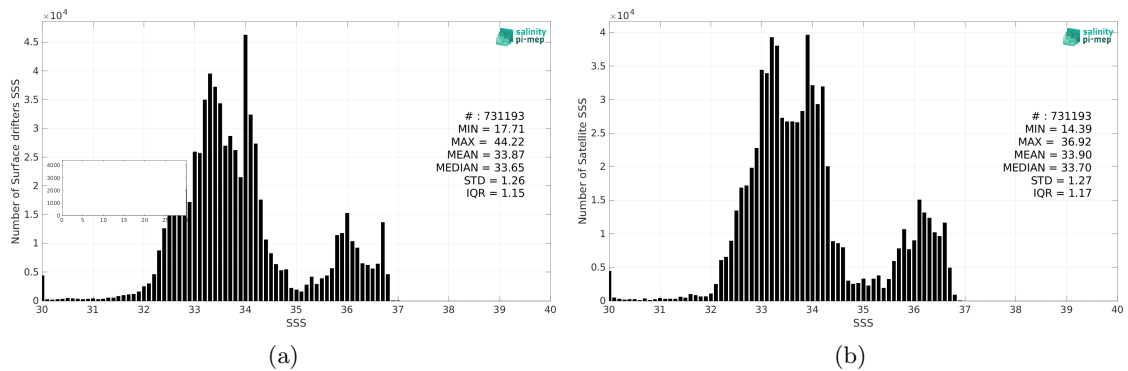 ×10⁴
4.5
4
3.5
3
2.5
2
1.5
1
0.5
0
Number of Surface drifters SSS
30 31 32 33 34 35 36 37 38 39 40
SSS
4000
3000
2000
1000
0
0 5 10 15 20 25
salinity
pi-mep
# : 731193
MIN = 17.71
MAX = 44.22
MEAN = 33.87
MEDIAN = 33.65
STD = 1.26
IQR = 1.15
(a)
×10⁴
4
3.5
3
2.5
2
1.5
1
0.5
0
Number of Satellite SSS
30 31 32 33 34 35 36 37 38 39 40
SSS
salinity
pi-mep
# : 731193
MIN = 14.39
MAX = 36.92
MEAN = 33.90
MEDIAN = 33.70
STD = 1.27
IQR = 1.17
(b)